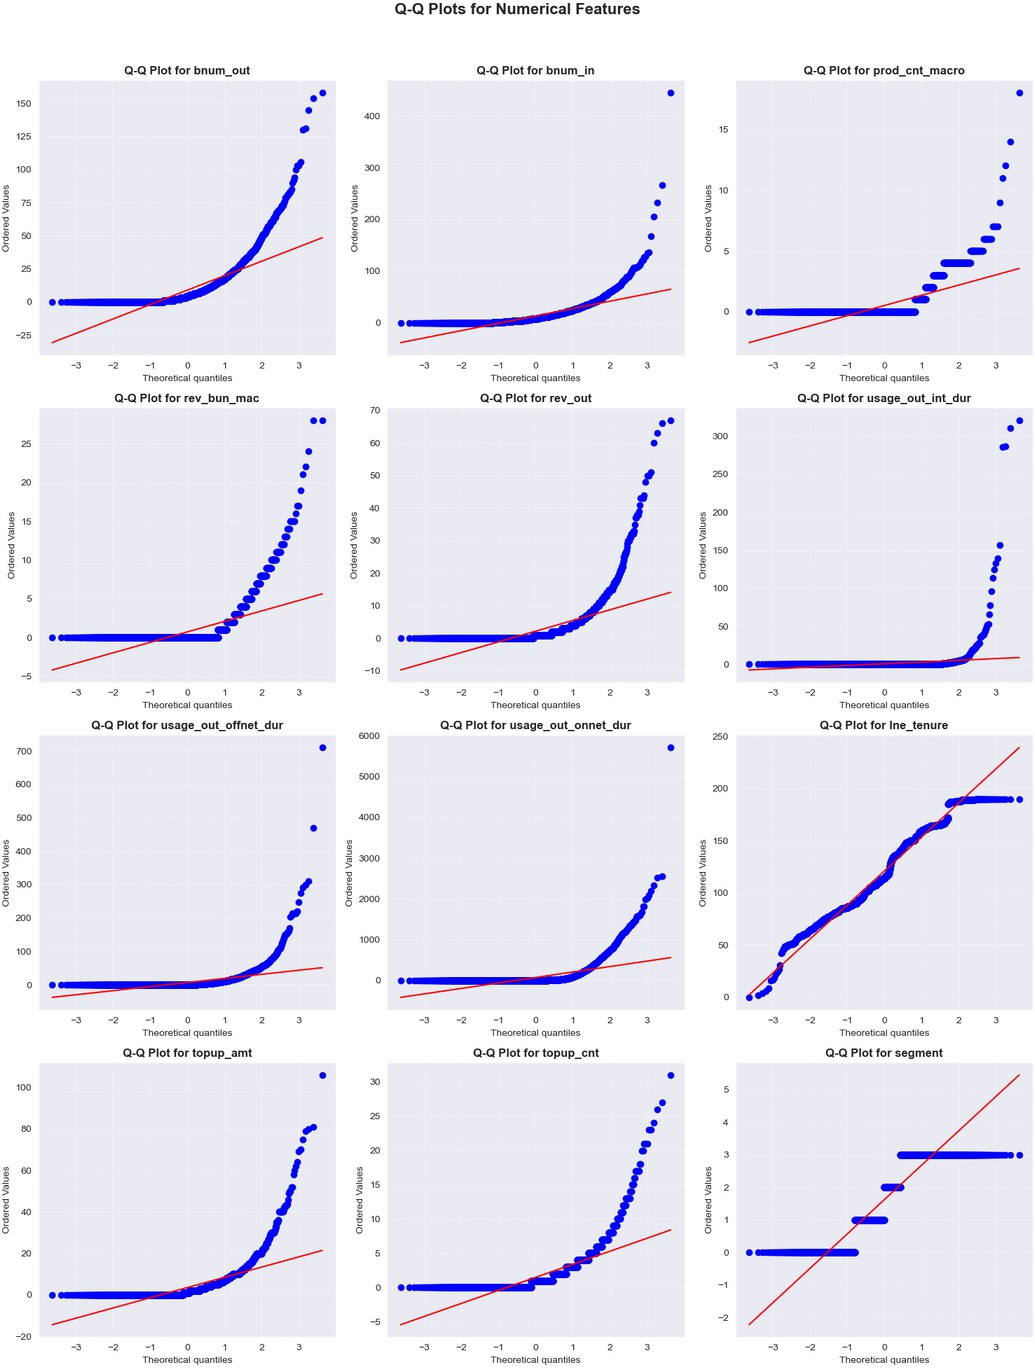 Q-Q Plots for Numerical Features
Q-Q Plot for bnum_out
Q-Q Plot for bnum_in
Q-Q Plot for prod_cnt_macro
Ordered Values
150
125
100
75
50
25
0
−25
−3 −2 −1 0 1 2 3
Theoretical quantiles
Ordered Values
400
300
200
100
0
−3 −2 −1 0 1 2 3
Theoretical quantiles
Ordered Values
15
10
5
0
−3 −2 −1 0 1 2 3
Theoretical quantiles
Q-Q Plot for rev_bun_mac
Q-Q Plot for rev_out
Q-Q Plot for usage_out_int_dur
Ordered Values
25
20
15
10
5
0
−5
−3 −2 −1 0 1 2 3
Theoretical quantiles
Ordered Values
70
60
50
40
30
20
10
0
−10
−3 −2 −1 0 1 2 3
Theoretical quantiles
Ordered Values
300
250
200
150
100
50
0
−3 −2 −1 0 1 2 3
Theoretical quantiles
Q-Q Plot for usage_out_offnet_dur
Q-Q Plot for usage_out_onnet_dur
Q-Q Plot for lne_tenure
Ordered Values
700
600
500
400
300
200
100
0
−3 −2 −1 0 1 2 3
Theoretical quantiles
Ordered Values
6000
5000
4000
3000
2000
1000
0
−3 −2 −1 0 1 2 3
Theoretical quantiles
Ordered Values
250
200
150
100
50
0
−3 −2 −1 0 1 2 3
Theoretical quantiles
Q-Q Plot for topup_amt
Q-Q Plot for topup_cnt
Q-Q Plot for segment
Ordered Values
100
80
60
40
20
0
−20
−3 −2 −1 0 1 2 3
Theoretical quantiles
Ordered Values
30
25
20
15
10
5
0
−5
−3 −2 −1 0 1 2 3
Theoretical quantiles
Ordered Values
5
4
3
2
1
0
−1
−2
−3 −2 −1 0 1 2 3
Theoretical quantiles